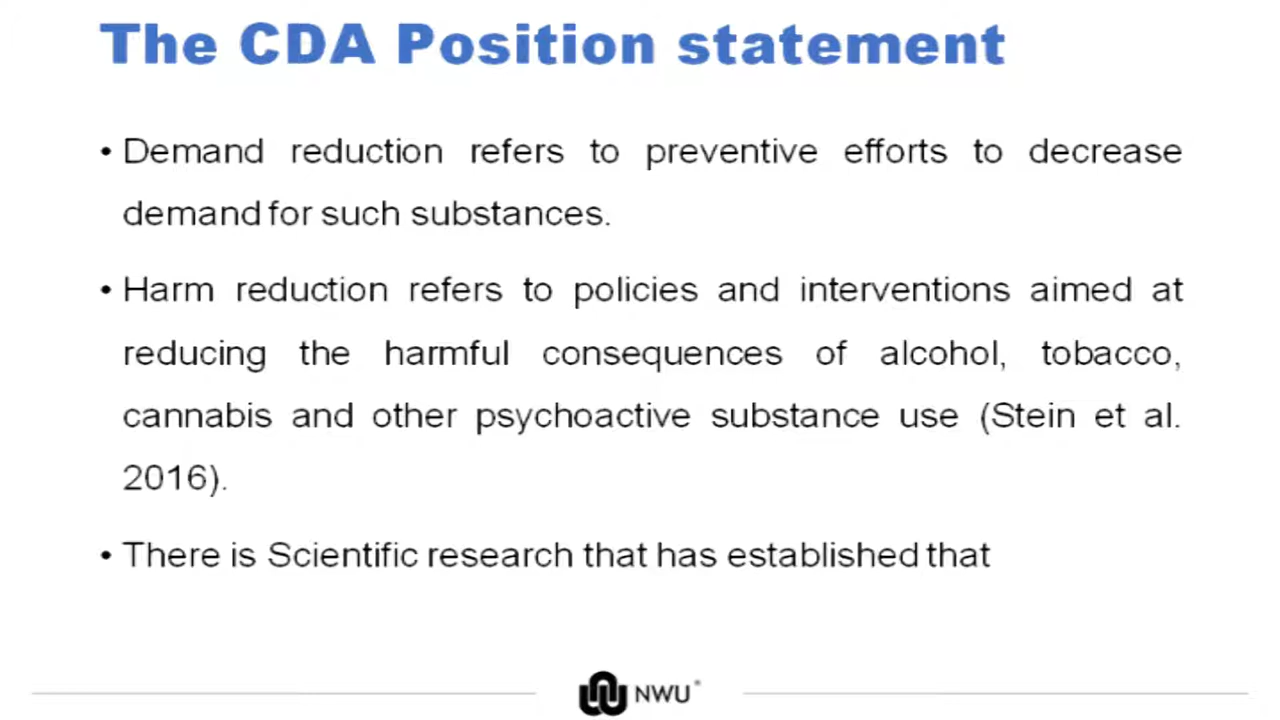 The CDA Position statement
• Demand reduction refers to preventive efforts to decrease
demand for such substances.
• Harm reduction refers to policies and interventions aimed at
reducing the harmful consequences of alcohol, tobacco,
cannabis and other psychoactive substance use (Stein et al.
2016).
• There is Scientific research that has established that
NWU®